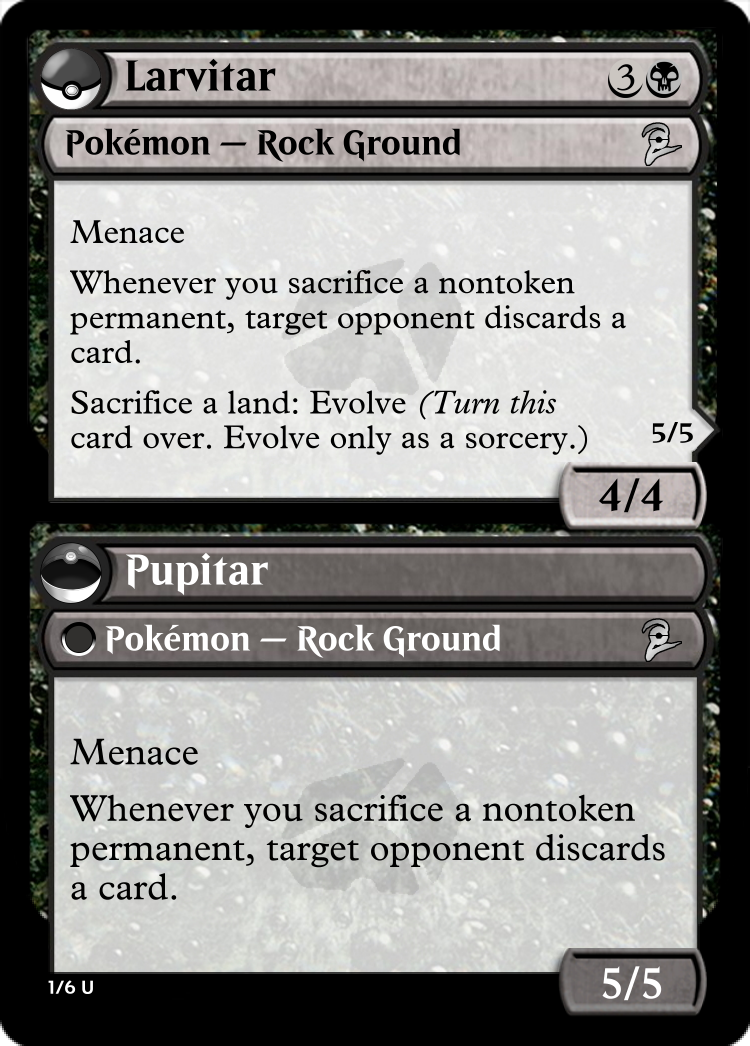 Larvitar 3
Pokémon — Rock Ground
Menace
Whenever you sacrifice a nontoken
permanent, target opponent discards a
card.
Sacrifice a land: Evolve (Turn this
card over. Evolve only as a sorcery.)
5/5
4/4
Pupitar
Pokémon — Rock Ground
Menace
Whenever you sacrifice a nontoken
permanent, target opponent discards
a card.
1/6 U
5/5